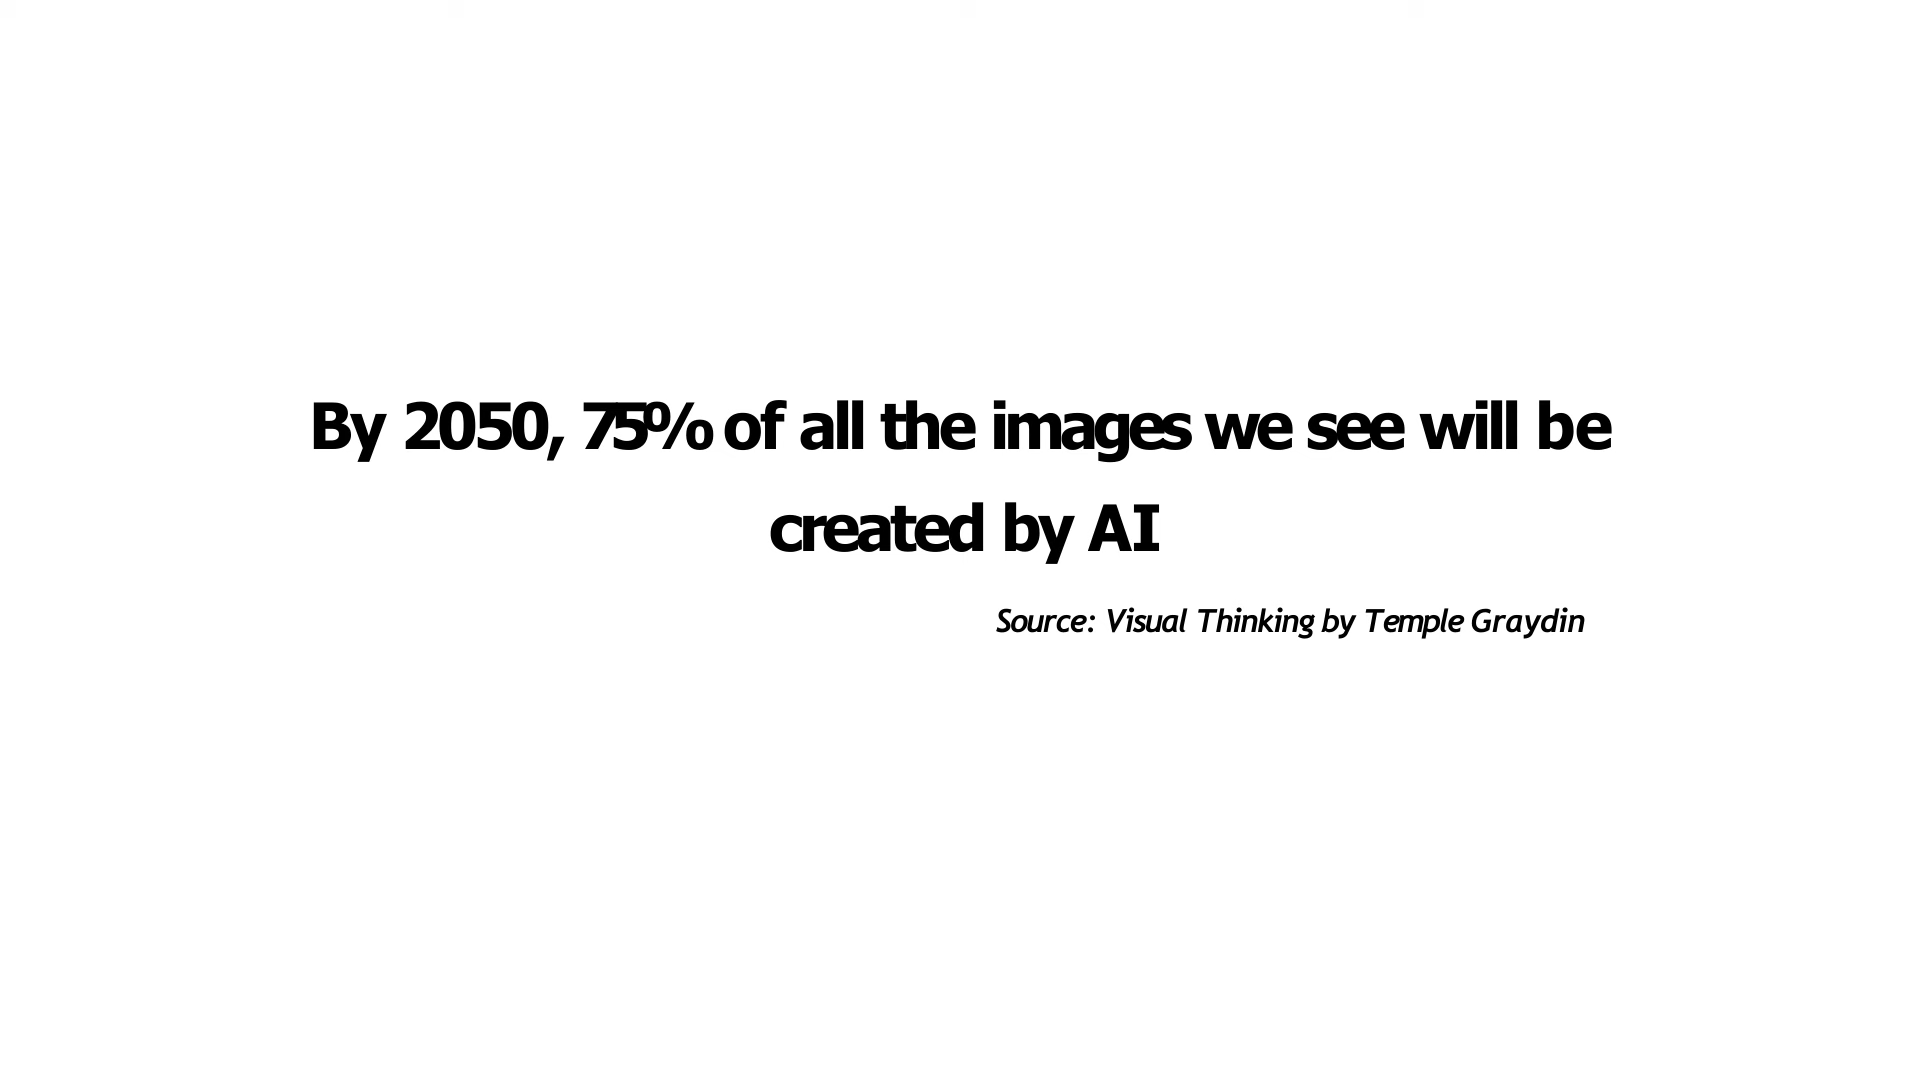 By 2050, 75% of all the images we see will be
created by AI
Source: Visual Thinking by Temple Graydin